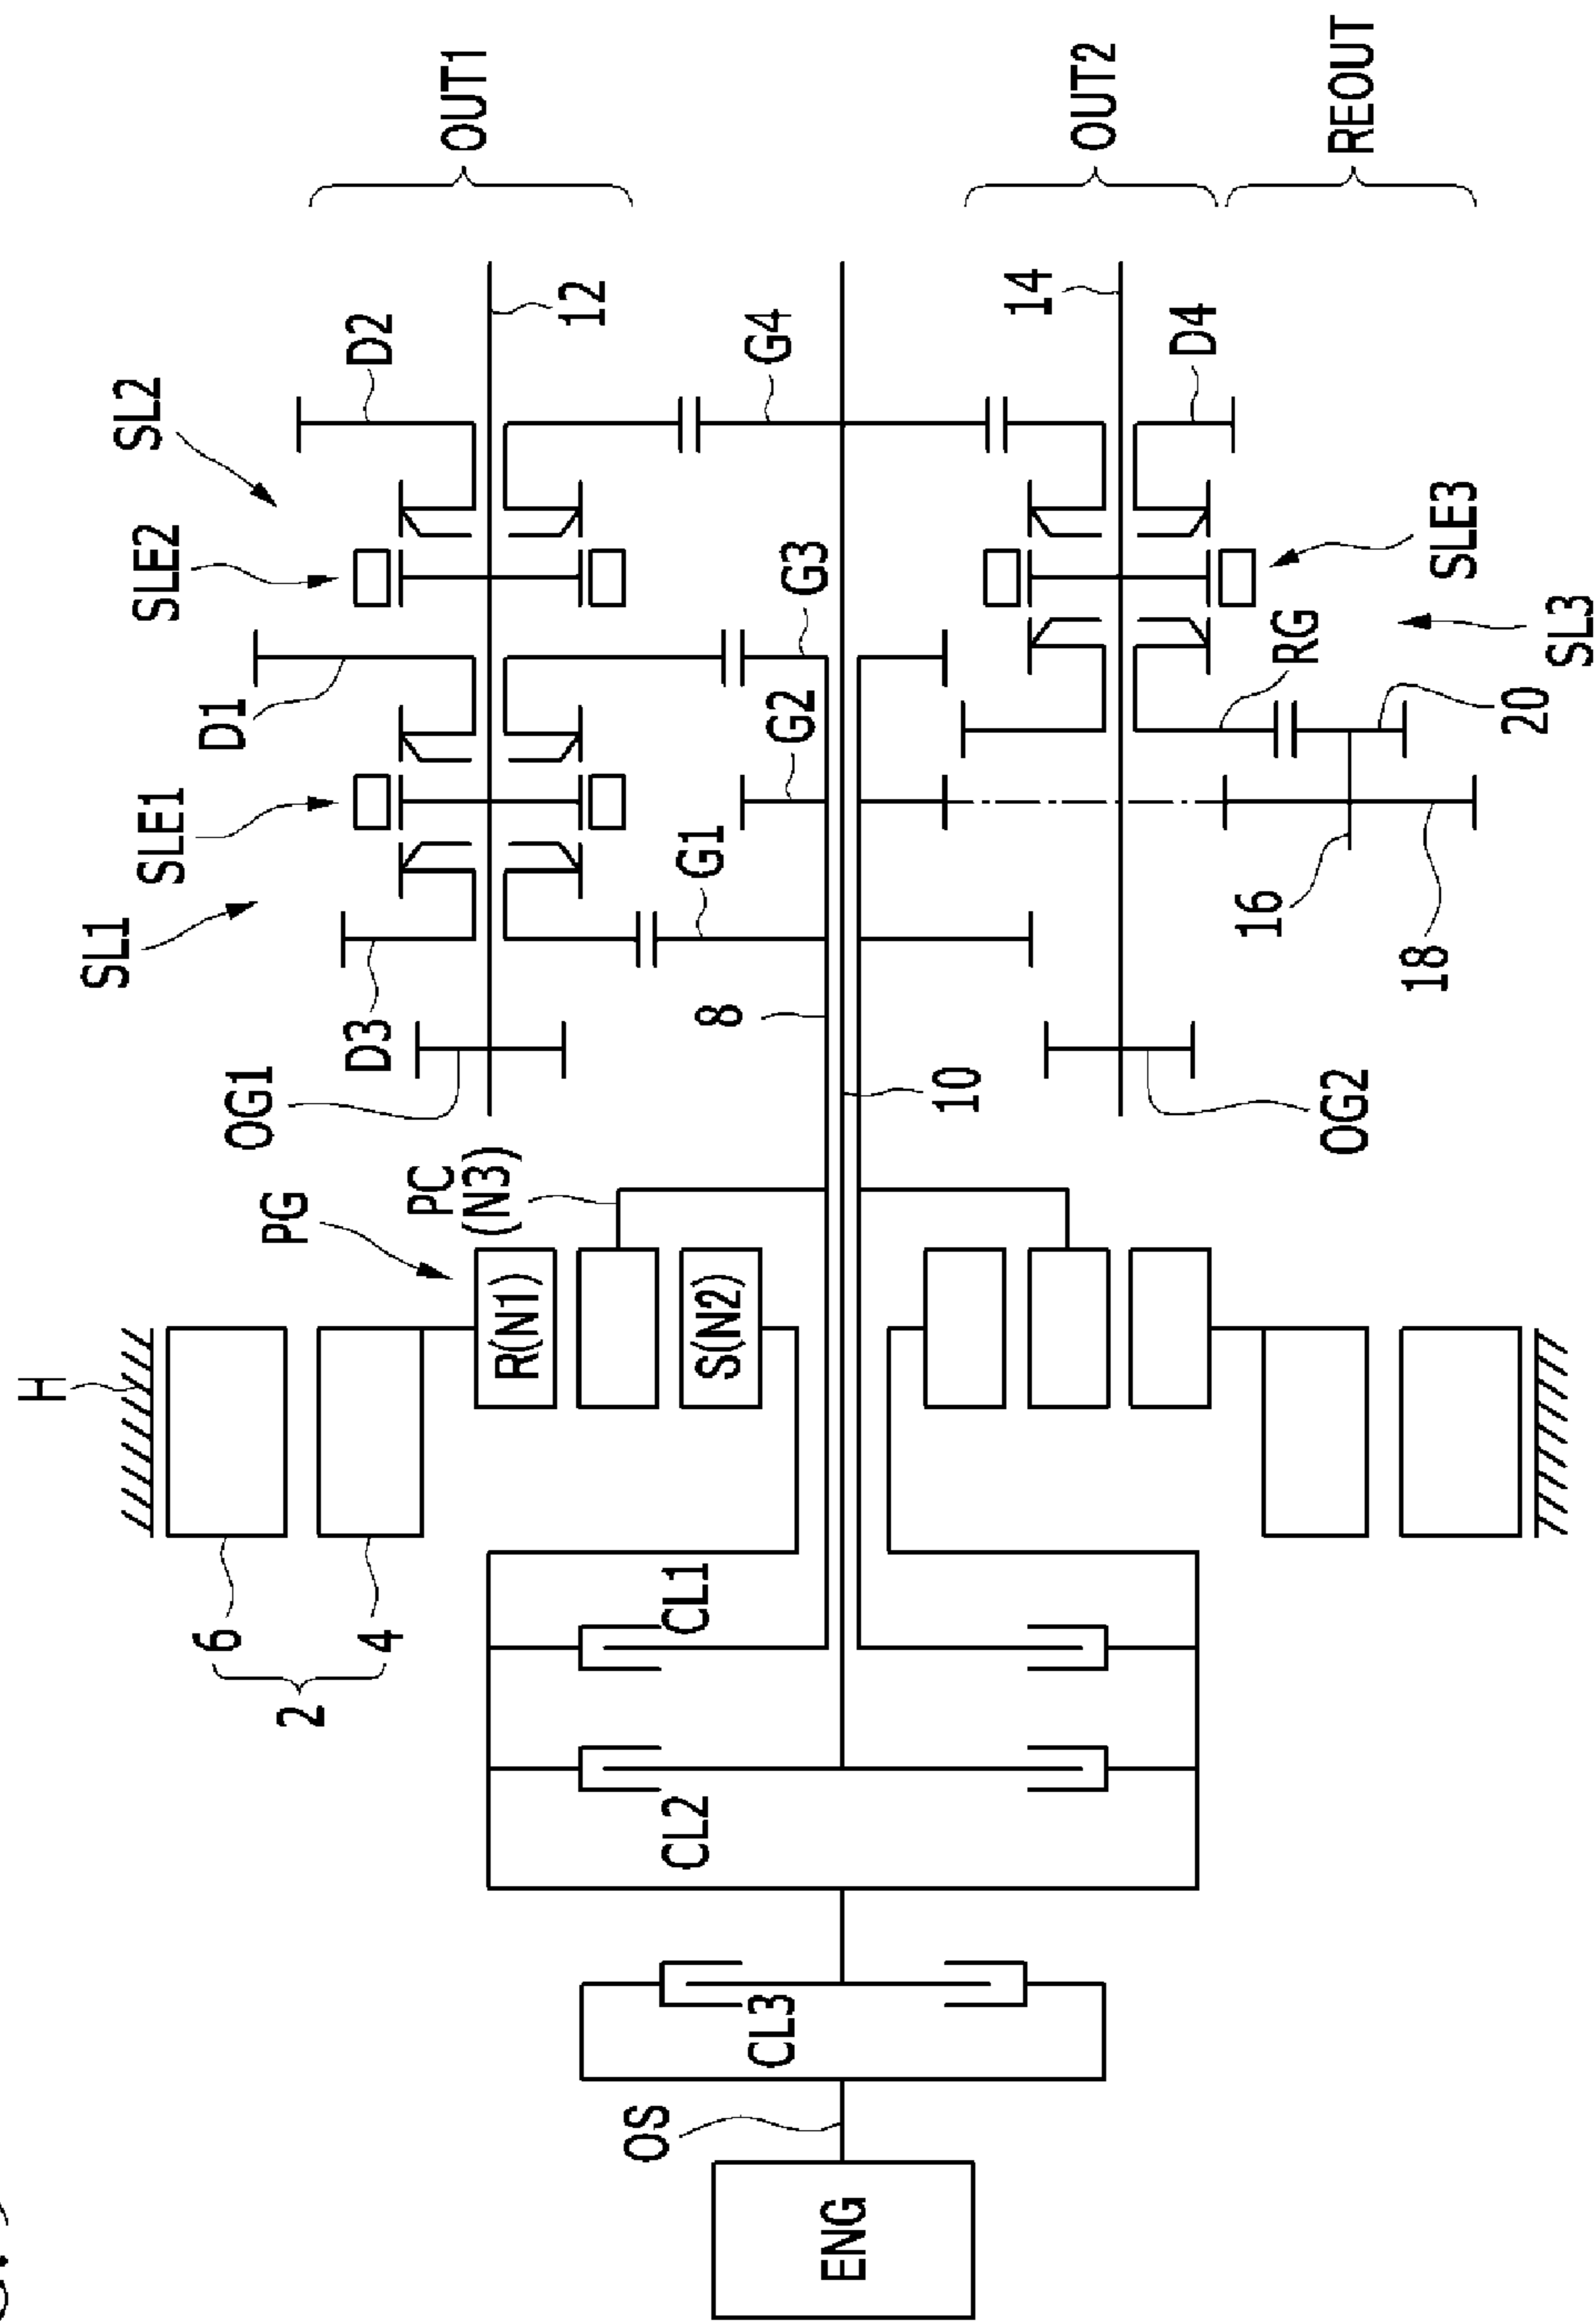 H
SL1
SL2
SLE1
SLE2
6
D1
OG1
PG
2
D3
D2
4
PC
(N3)
OUT1
R(N1)
12
OS
CL2
CL1
G1
S(N2)
8
CL3
G4
G2
G3
ENG
10
14
OUT2
D4
16
RG
OG2
REOUT
18
SLE3
20
SL3